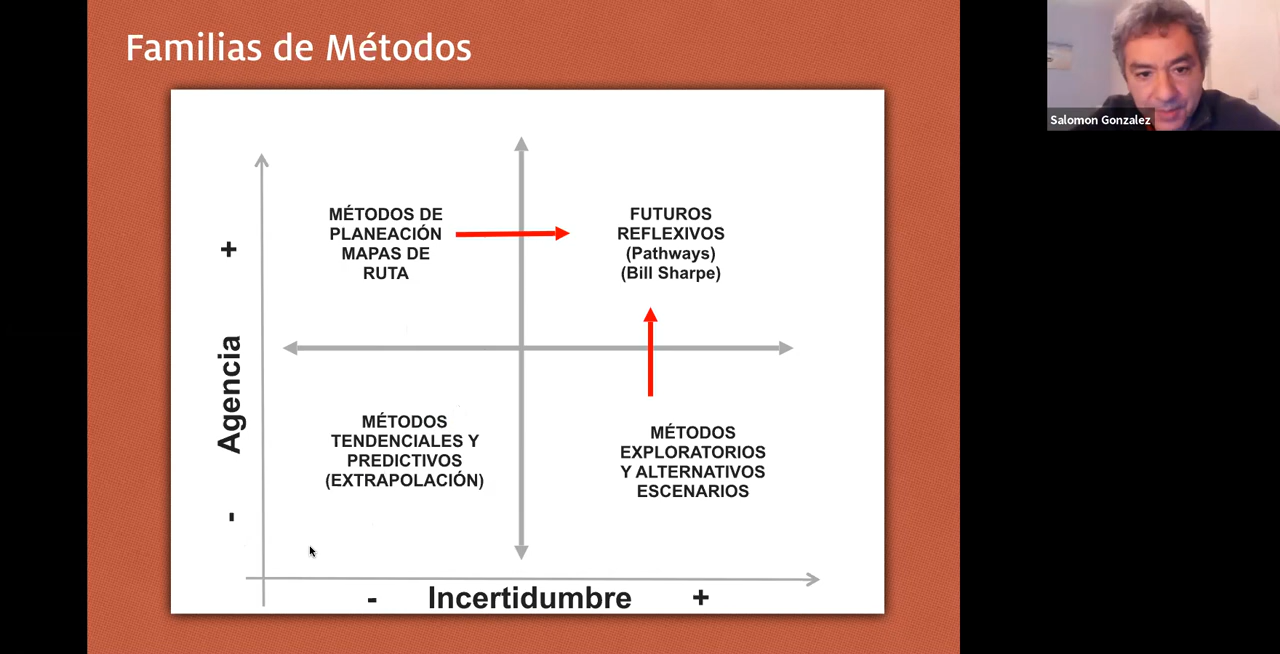 Familias de Métodos
Salomon Gonzalez
MÉTODOS DE
PLANEACIÓN
MAPAS DE
RUTA
FUTUROS
REFLEXIVOS
(Pathways)
(Bill Sharpe)
+
Agencia
-
MÉTODOS
TENDENCIALES Y
PREDICTIVOS
(EXTRAPOLACIÓN)
MÉTODOS
EXPLORATORIOS
Y ALTERNATIVOS
ESCENARIOS
- Incertidumbre +